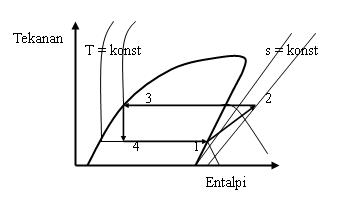 Tekanan
T = konst
s = konst
3
2
4
1
Entalpi